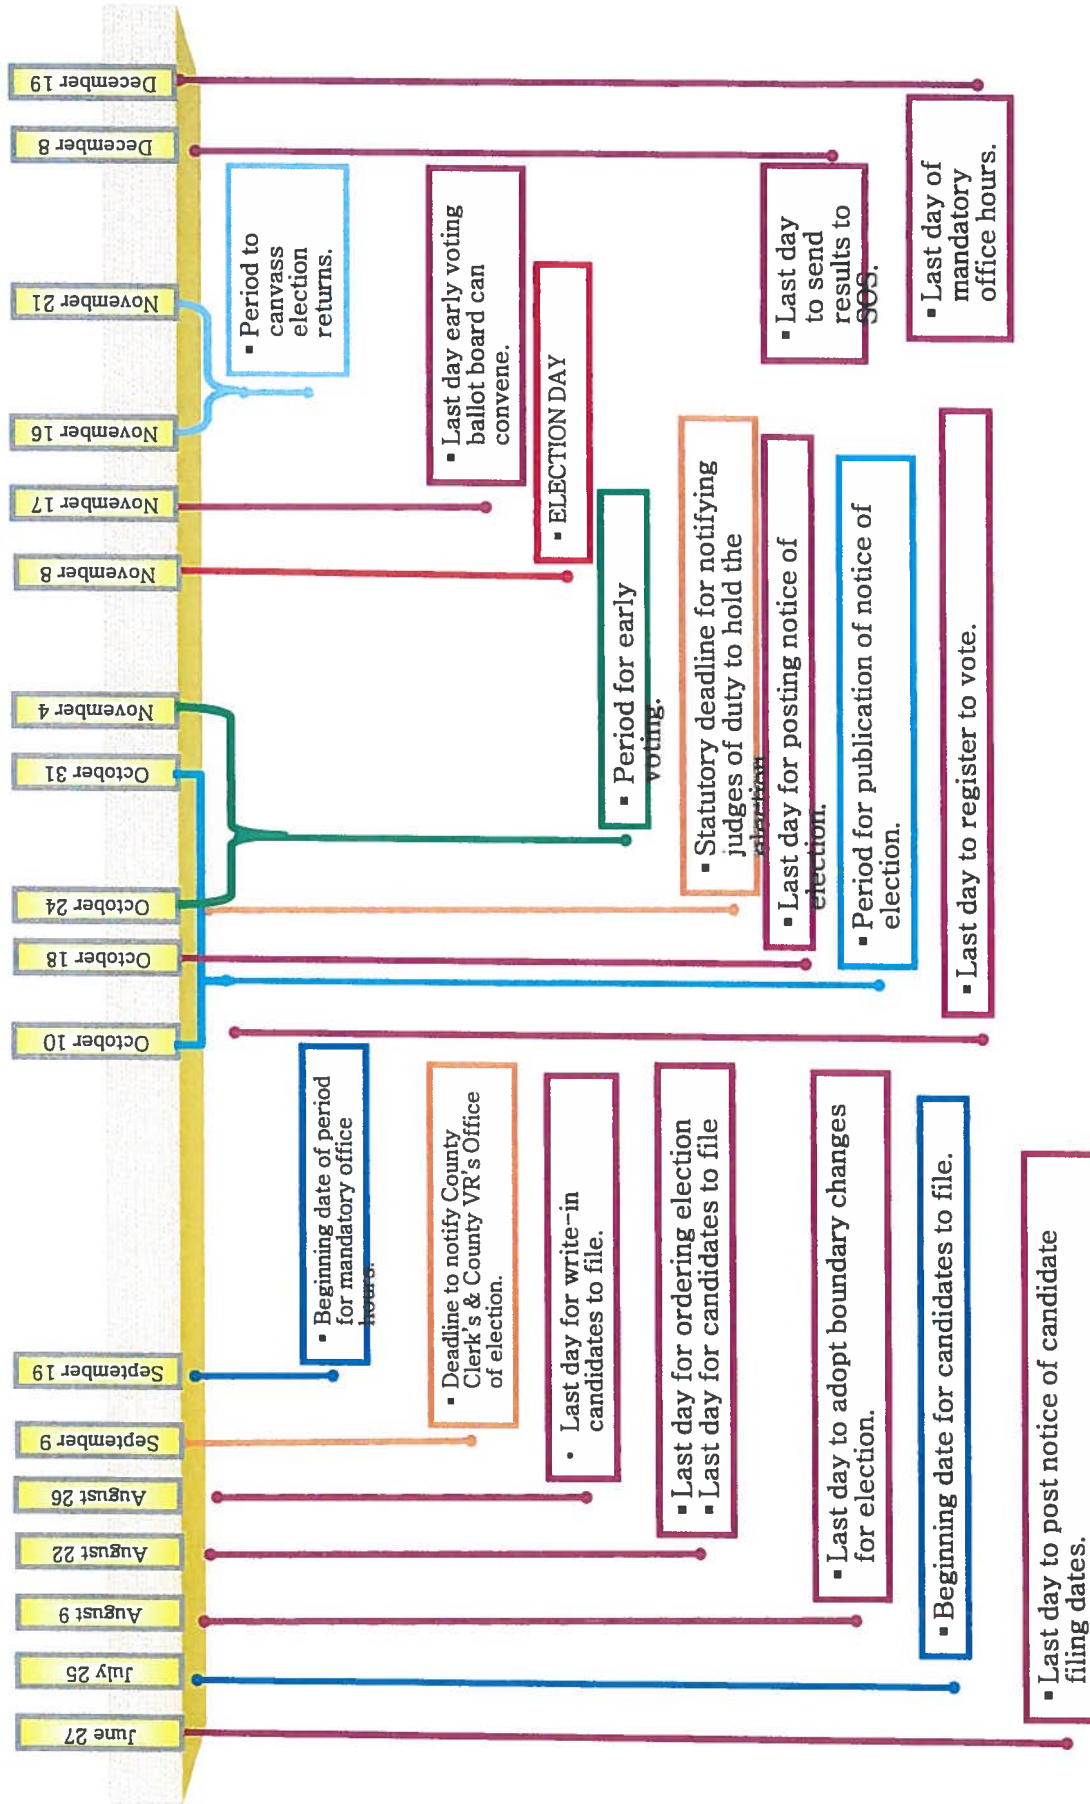 June 27
July 25
August 9
August 22
August 26
September 9
September 19
October 10
October 18
October 24
October 31
November 4
November 8
November 17
November 16
November 21
December 8
December 19
▪ Last day to post notice of candidate
filing dates.
▪ Beginning date for candidates to file.
▪ Last day to adopt boundary changes
for election.
▪ Last day for ordering election
▪ Last day for candidates to file
• Last day for write-in
candidates to file.
▪ Deadline to notify County
Clerk's & County VR's Office
of election.
▪ Beginning date of period
for mandatory office
hours.
▪ Last day to register to vote.
▪ Period for publication of notice of
election.
▪ Last day for posting notice of
election.
▪ Statutory deadline for notifying
judges of duty to hold the
▪ Period for early
voting.
▪ ELECTION DAY
▪ Last day early voting
ballot board can
convene.
▪ Period to
canvass
election
returns.
▪ Last day
to send
results to
SOS.
▪ Last day of
mandatory
office hours.